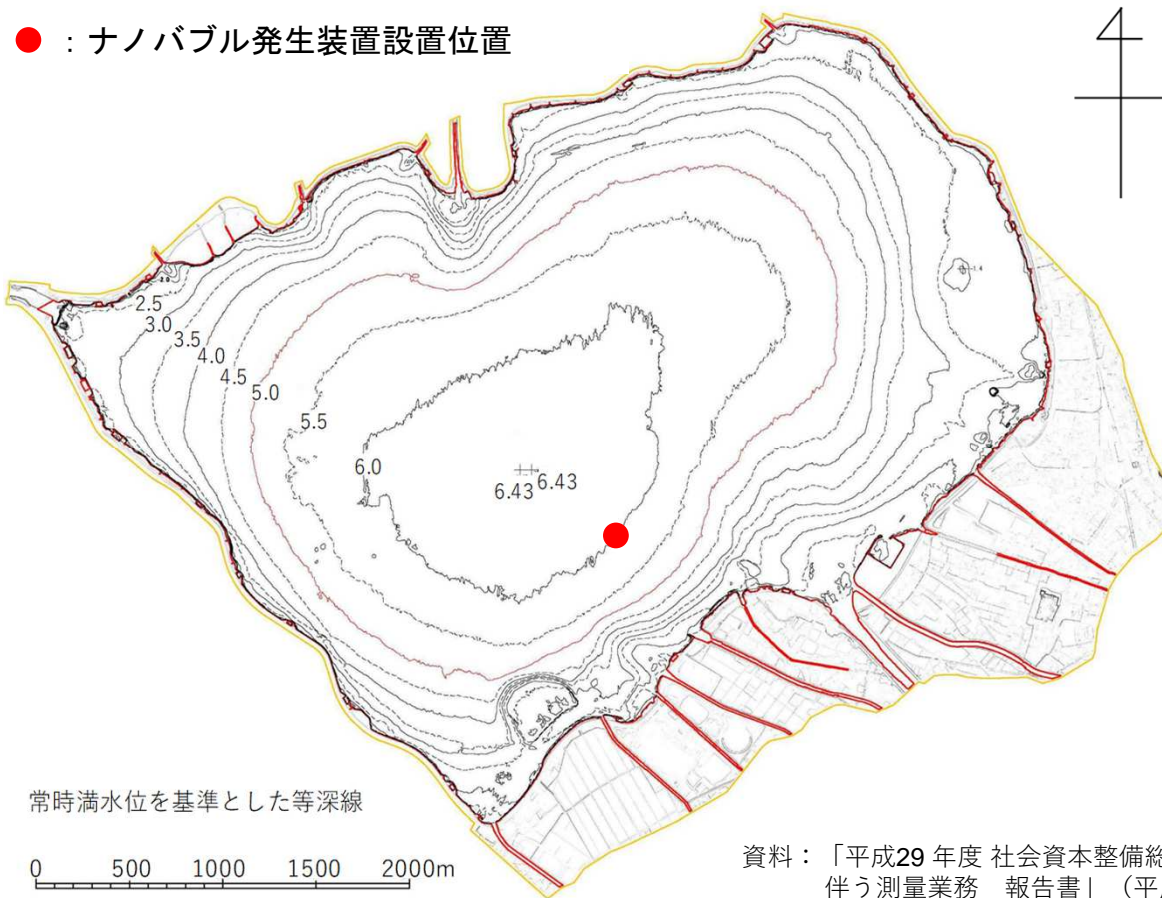 ● ：ナノバブル発生装置設置位置
2.5
3.0
3.5
4.0
4.5
5.0
5.5
6.0
6.43 6.43
常時満水位を基準とした等深線
0 500 1000 1500 2000m
資料：「平成29 年度 社会資本整備総
伴う測量業務 報告書」（平